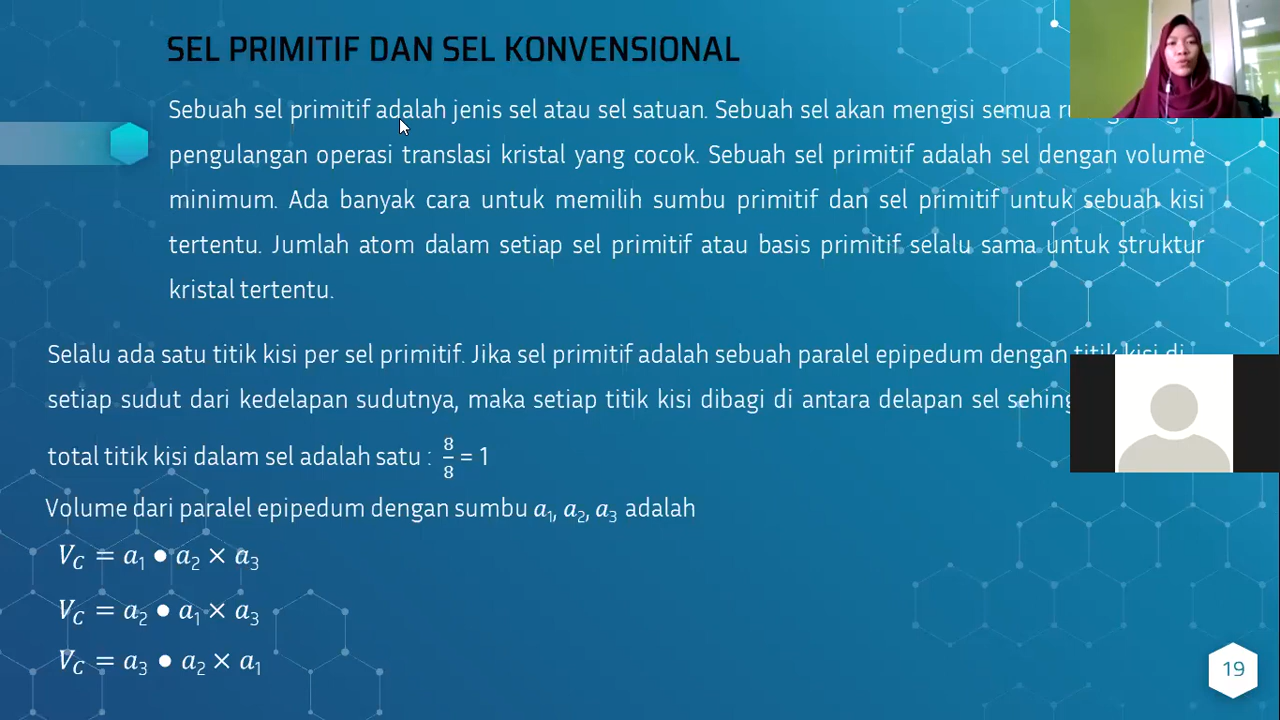 SEL PRIMITIF DAN SEL KONVENSIONAL
Sebuah sel primitif adalah jenis sel atau sel satuan. Sebuah sel akan mengisi semua
pengulangan operasi translasi kristal yang cocok. Sebuah sel primitif adalah sel dengan volume
minimum. Ada banyak cara untuk memilih sumbu primitif dan sel primitif untuk sebuah kisi
tertentu. Jumlah atom dalam setiap sel primitif atau basis primitif selalu sama untuk struktur
kristal tertentu.
Selalu ada satu titik kisi per sel primitif. Jika sel primitif adalah sebuah paralel epipedum dengan titik kisi di
setiap sudut dari kedelapan sudutnya, maka setiap titik kisi dibagi di antara delapan sel
total titik kisi dalam sel adalah satu : 8/8 = 1
Volume dari paralel epipedum dengan sumbu a₁, a₂, a₃ adalah
V_C = a₁ • a₂ × a₃
V_C = a₂ • a₁ × a₃
V_C = a₃ • a₂ × a₁
19